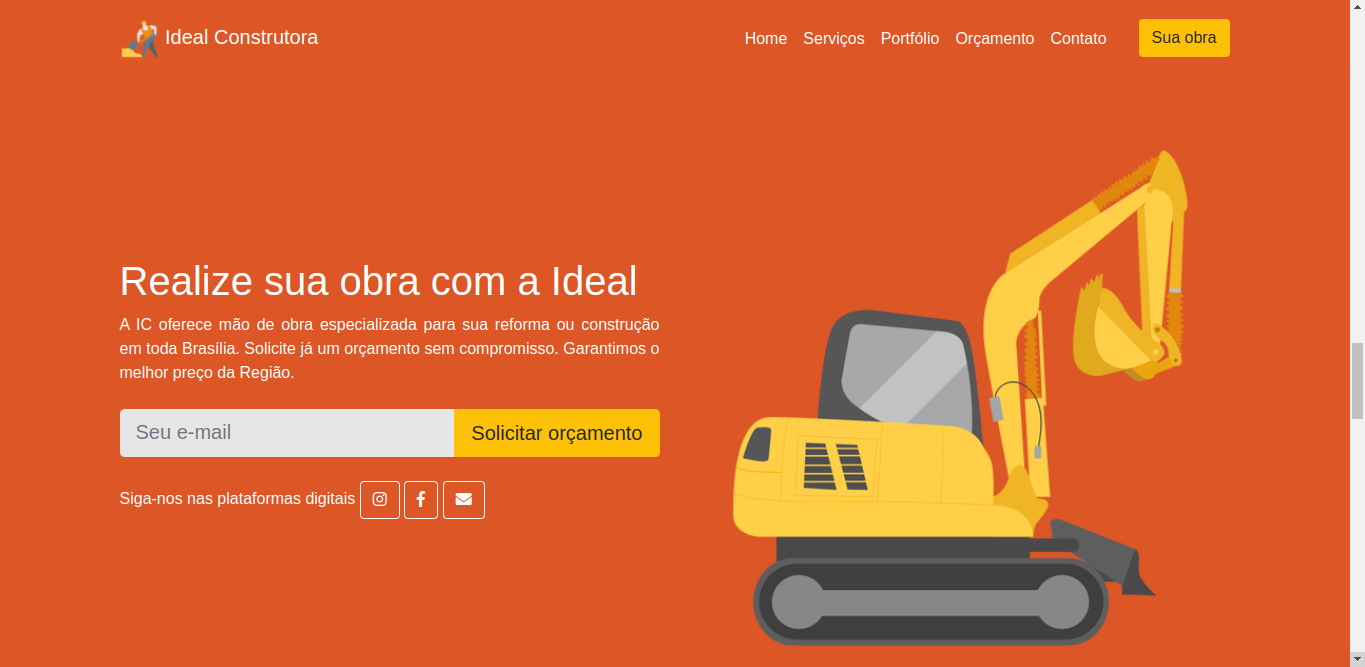 Ideal Construtora
Home Serviços Portfólio Orçamento Contato Sua obra
Realize sua obra com a Ideal
A IC oferece mão de obra especializada para sua reforma ou construção
em toda Brasília. Solicite já um orçamento sem compromisso. Garantimos o
melhor preço da Região.
Seu e-mail Solicitar orçamento
Siga-nos nas plataformas digitais